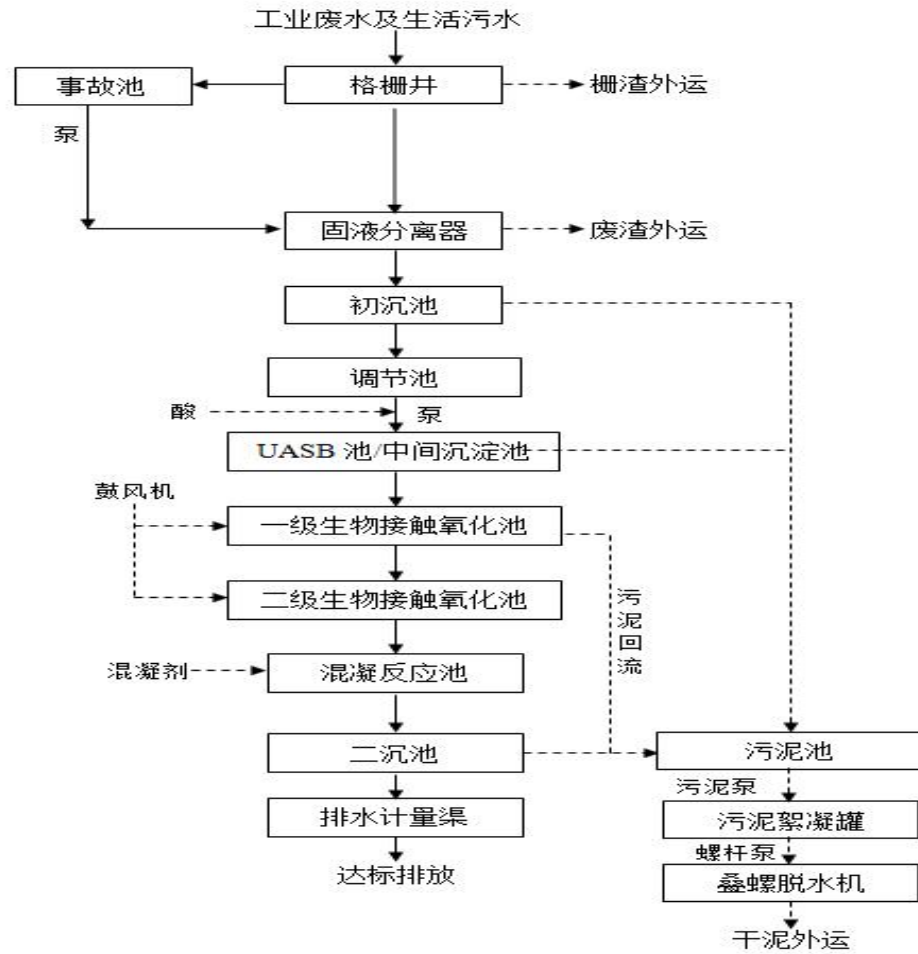 工业废水及生活污水
事故池
格栅井
栅渣外运
泵
固液分离器
废渣外运
初沉池
调节池
酸
泵
UASB 池/中间沉淀池
鼓风机
一级生物接触氧化池
二级生物接触氧化池
污泥回流
混凝剂
混凝反应池
二沉池
污泥池
污泥泵
排水计量渠
污泥絮凝罐
螺杆泵
达标排放
叠螺脱水机
干泥外运